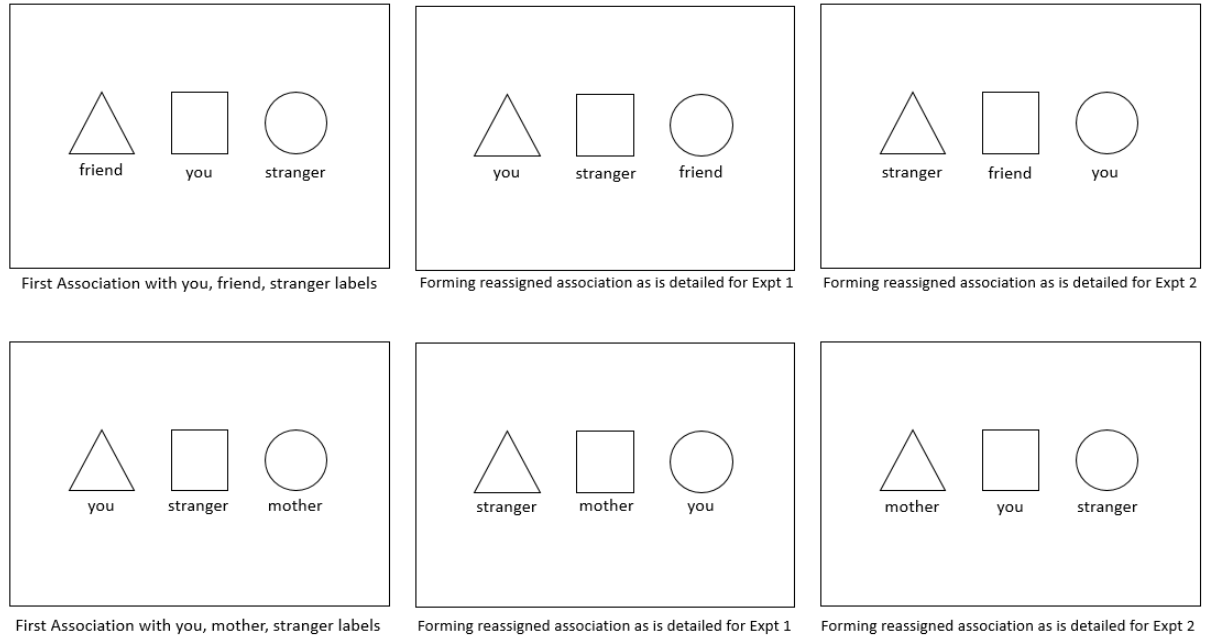 friend you stranger
you stranger friend
stranger friend you
First Association with you, friend, stranger labels
Forming reassigned association as is detailed for Expt 1
Forming reassigned association as is detailed for Expt 2
you stranger mother
stranger mother you
mother you stranger
First Association with you, mother, stranger labels
Forming reassigned association as is detailed for Expt 1
Forming reassigned association as is detailed for Expt 2